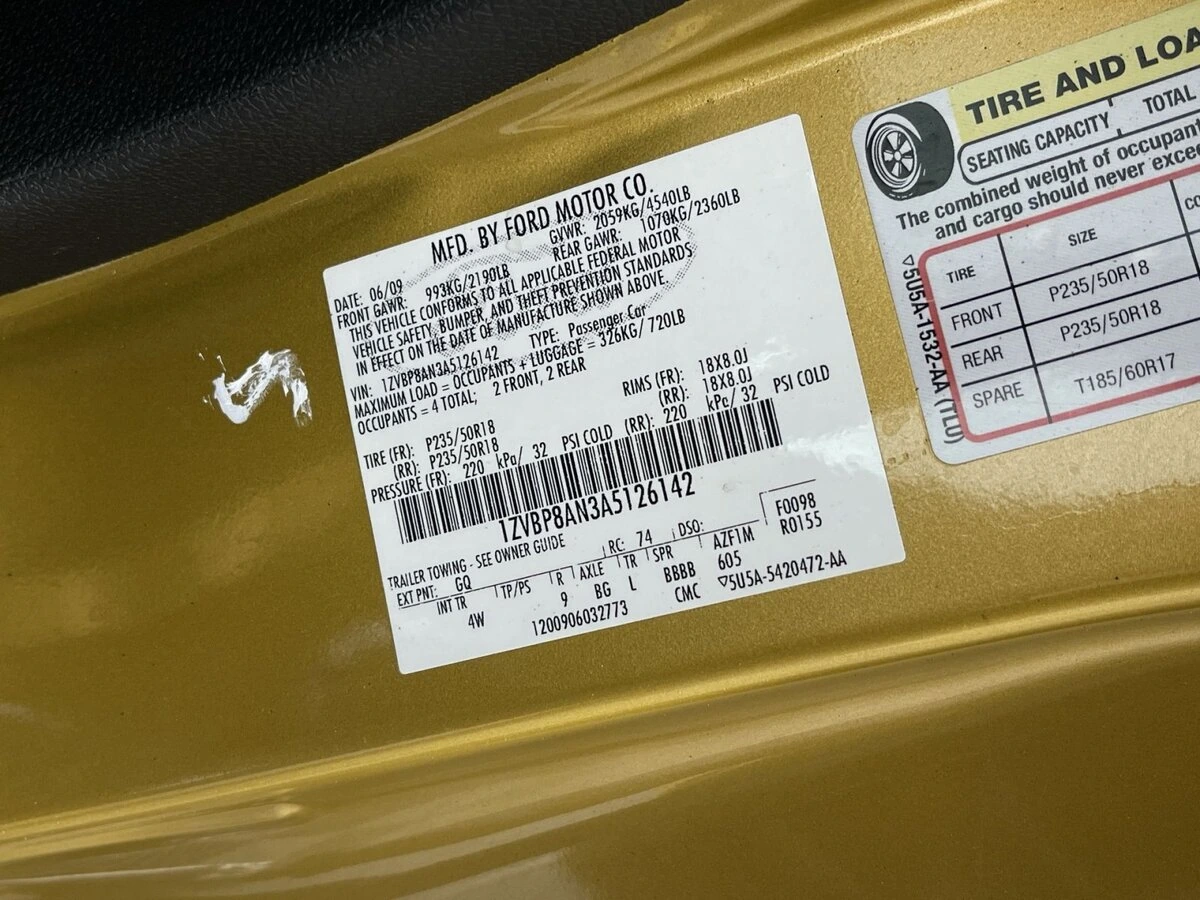 MFD. BY FORD MOTOR CO.
DATE: 06/09 GVWR: 2059KG/4540LB
FRONT GAWR: 993KG/2190LB REAR GAWR: 1070KG/2360LB
THIS VEHICLE CONFORMS TO ALL APPLICABLE FEDERAL MOTOR
VEHICLE SAFETY, BUMPER, AND THEFT PREVENTION STANDARDS
IN EFFECT ON THE DATE OF MANUFACTURE SHOWN ABOVE.
VIN: 1ZVBP8AN3A5126142 TYPE: Passenger Car
MAXIMUM LOAD = OCCUPANTS + LUGGAGE = 326KG/720LB
OCCUPANTS = 4 TOTAL; 2 FRONT, 2 REAR
TIRE (FR): P235/50R18 RIMS (FR): 18X8.0J
(RR): P235/50R18 (RR): 18X8.0J
PRESSURE (FR): 220 kPa/ 32 PSI COLD (RR): 220 kPa/ 32 PSI COLD
1ZVBP8AN3A5126142
TRAILER TOWING - SEE OWNER GUIDE
F0098
R0155
EXT PNT: GQ RC: 74 DSO:
INT TR TP/PS R AXLE TR SPR AZF1M
4W 9 BG L BBBB 605
1200906032773 CMC ▽5U5A-5420472-AA
TIRE AND LOA
SEATING CAPACITY TOTAL
The combined weight of occupant
and cargo should never excee
TIRE SIZE CO
FRONT P235/50R18
REAR P235/50R18
SPARE T185/60R17
▽5U5A-1532-AA (TLU)